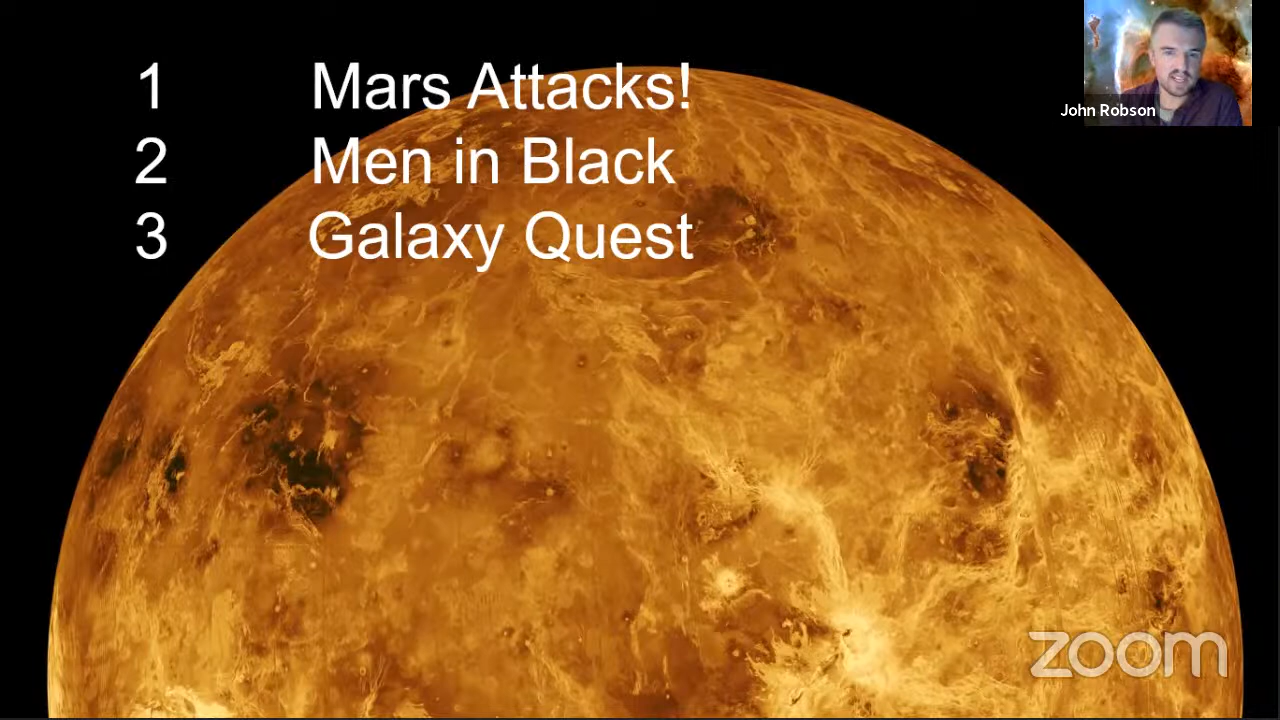 1 Mars Attacks!
2 Men in Black
3 Galaxy Quest
John Robson
zoom